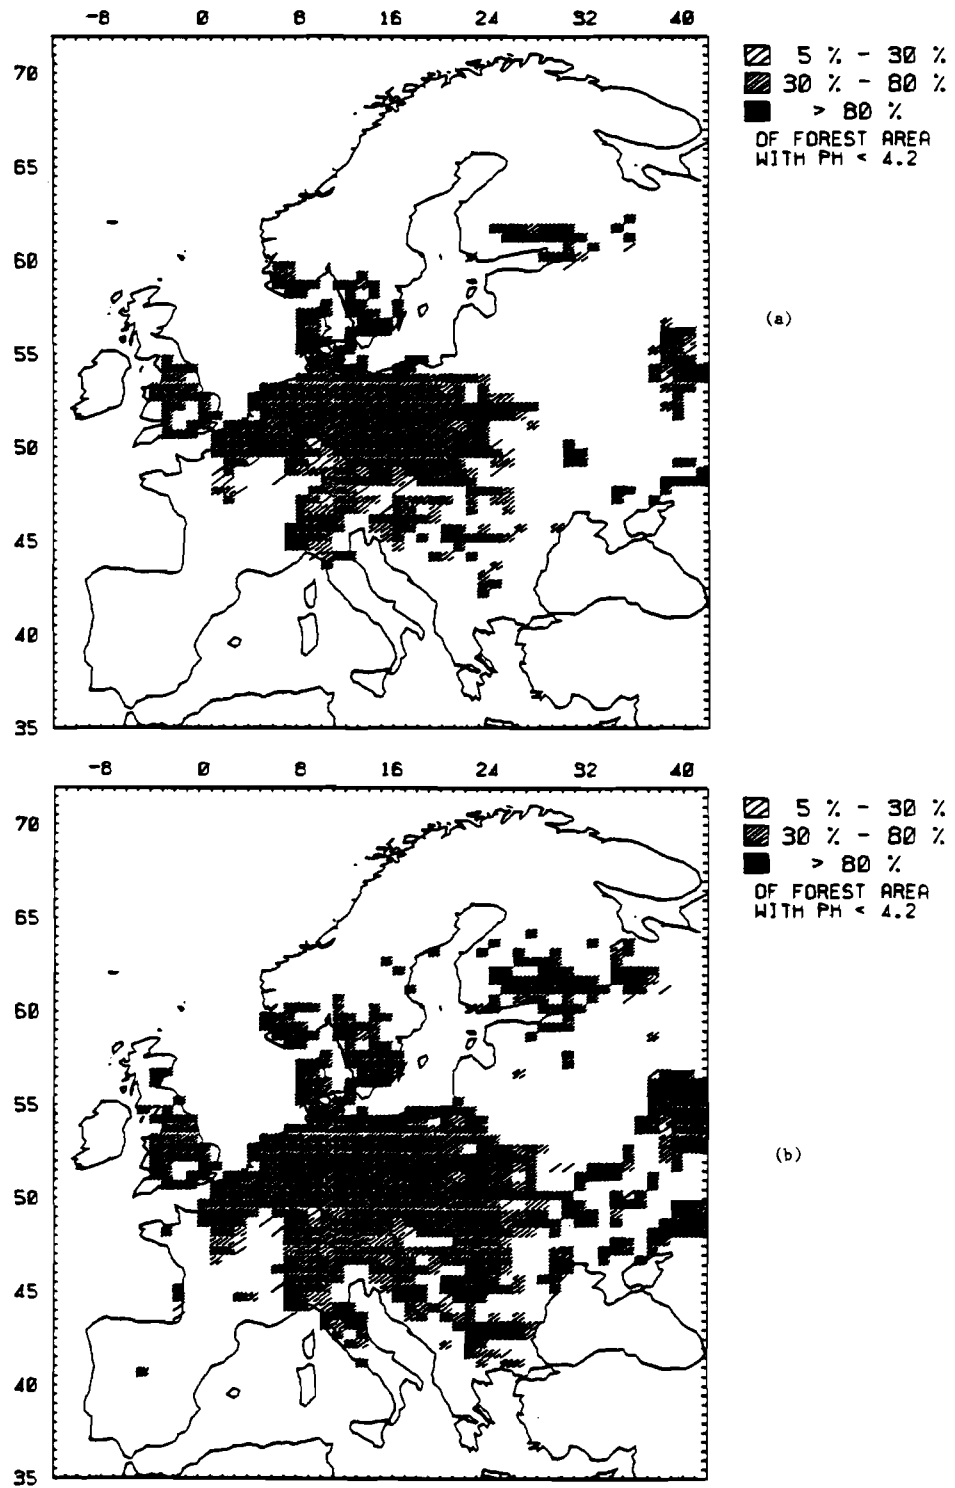 -8 0 8 16 24 32 40
70
65
60
55
50
45
40
35
5 % - 30 %
30 % - 80 %
> 80 %
OF FOREST AREA
WITH PH < 4.2
(a)
-8 0 8 16 24 32 40
70
65
60
55
50
45
40
35
5 % - 30 %
30 % - 80 %
> 80 %
OF FOREST AREA
WITH PH < 4.2
(b)